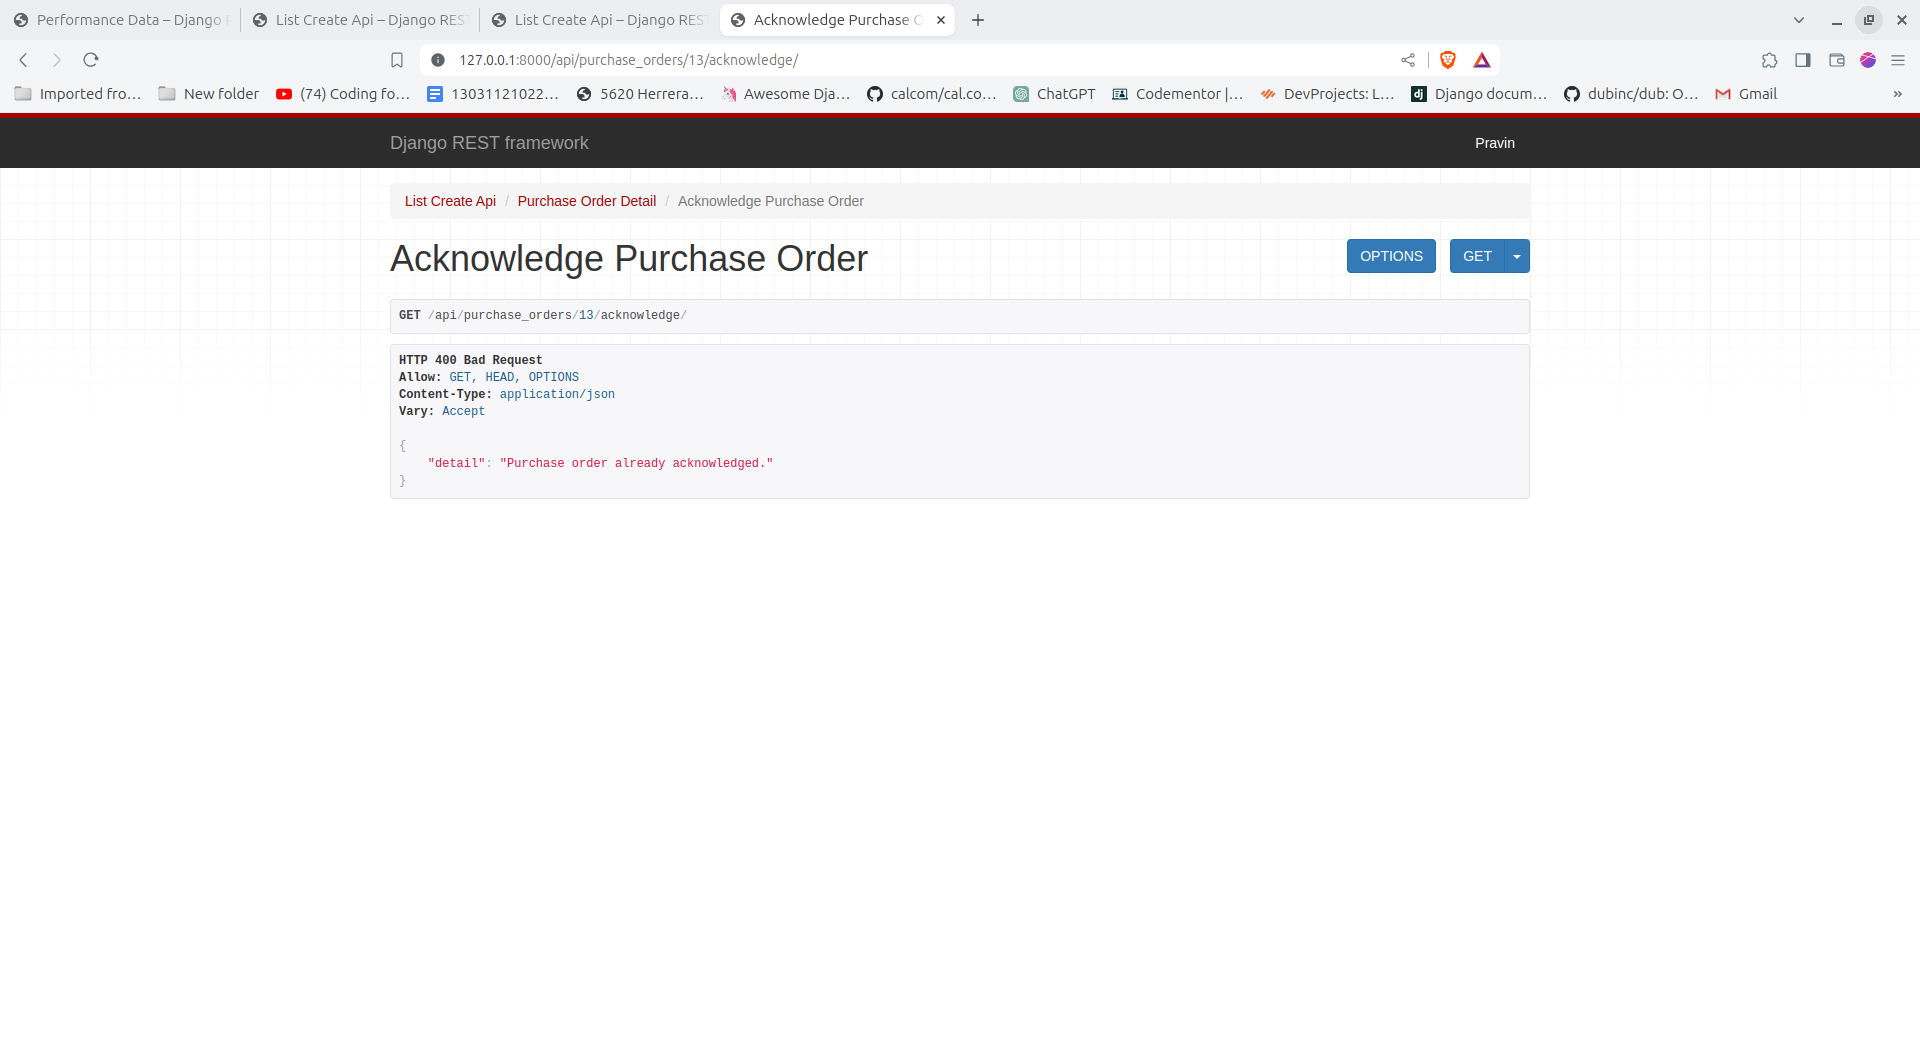 Performance Data – Django
List Create Api – Django REST
List Create Api – Django REST
Acknowledge Purchase O
127.0.0.1:8000/api/purchase_orders/13/acknowledge/
Imported fro… New folder (74) Coding fo… 13031121022… 5620 Herrera… Awesome Dja… calcom/cal.co… ChatGPT Codementor |… DevProjects: L… Django docum… dubinc/dub: O… Gmail »
Django REST framework Pravin
List Create Api / Purchase Order Detail / Acknowledge Purchase Order
Acknowledge Purchase Order OPTIONS GET
GET /api/purchase_orders/13/acknowledge/
HTTP 400 Bad Request
Allow: GET, HEAD, OPTIONS
Content-Type: application/json
Vary: Accept
{
"detail": "Purchase order already acknowledged."
}